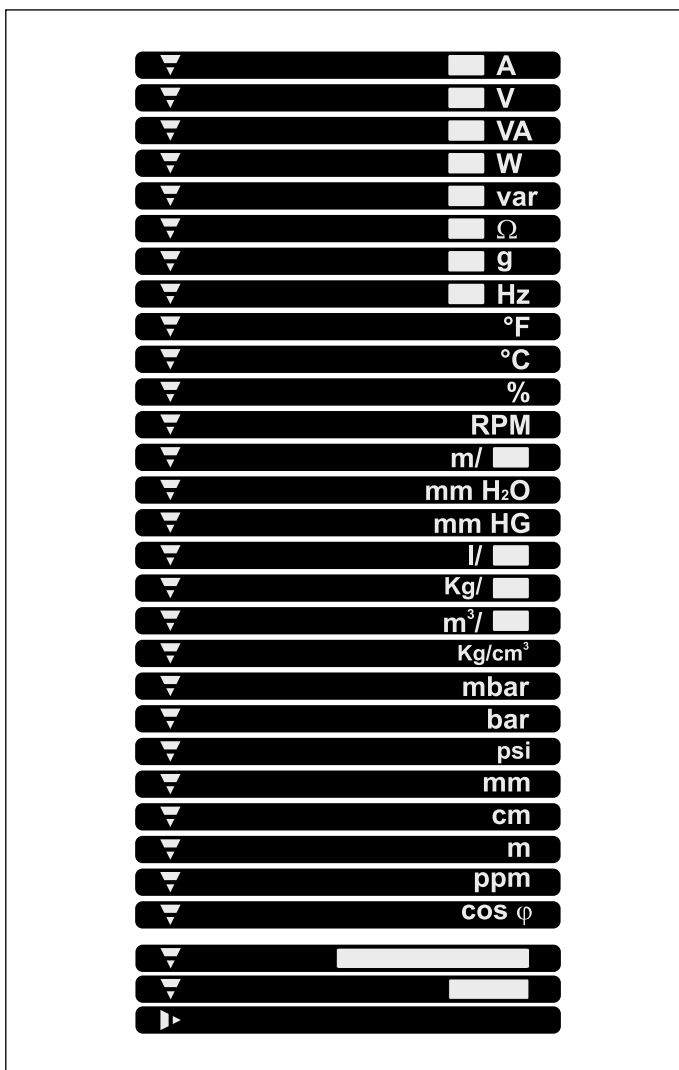 A
V
VA
W
var
Ω
g
Hz
°F
°C
%
RPM
m/
mm H₂O
mm HG
l/
Kg/
m³/
Kg/cm³
mbar
bar
psi
mm
cm
m
ppm
cos φ